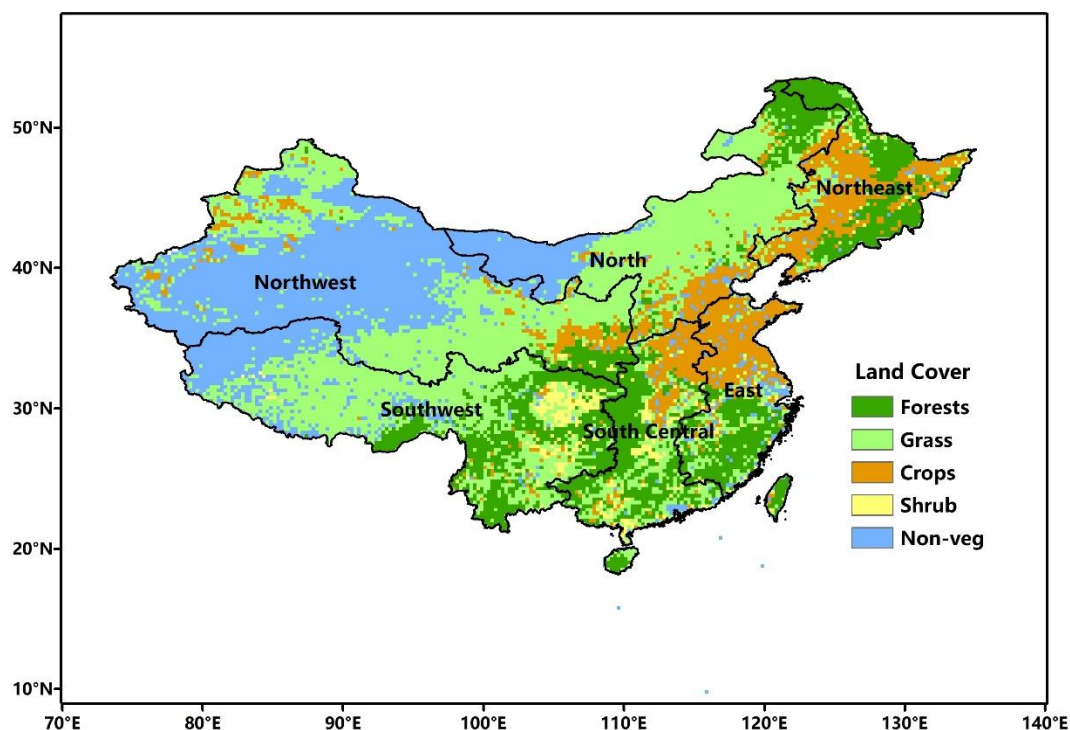 50°N
40°N
30°N
20°N
10°N
Northeast
North
Northwest
Southwest
East
South Central
Land Cover
Forests
Grass
Crops
Shrub
Non-veg
70°E 80°E 90°E 100°E 110°E 120°E 130°E 140°E